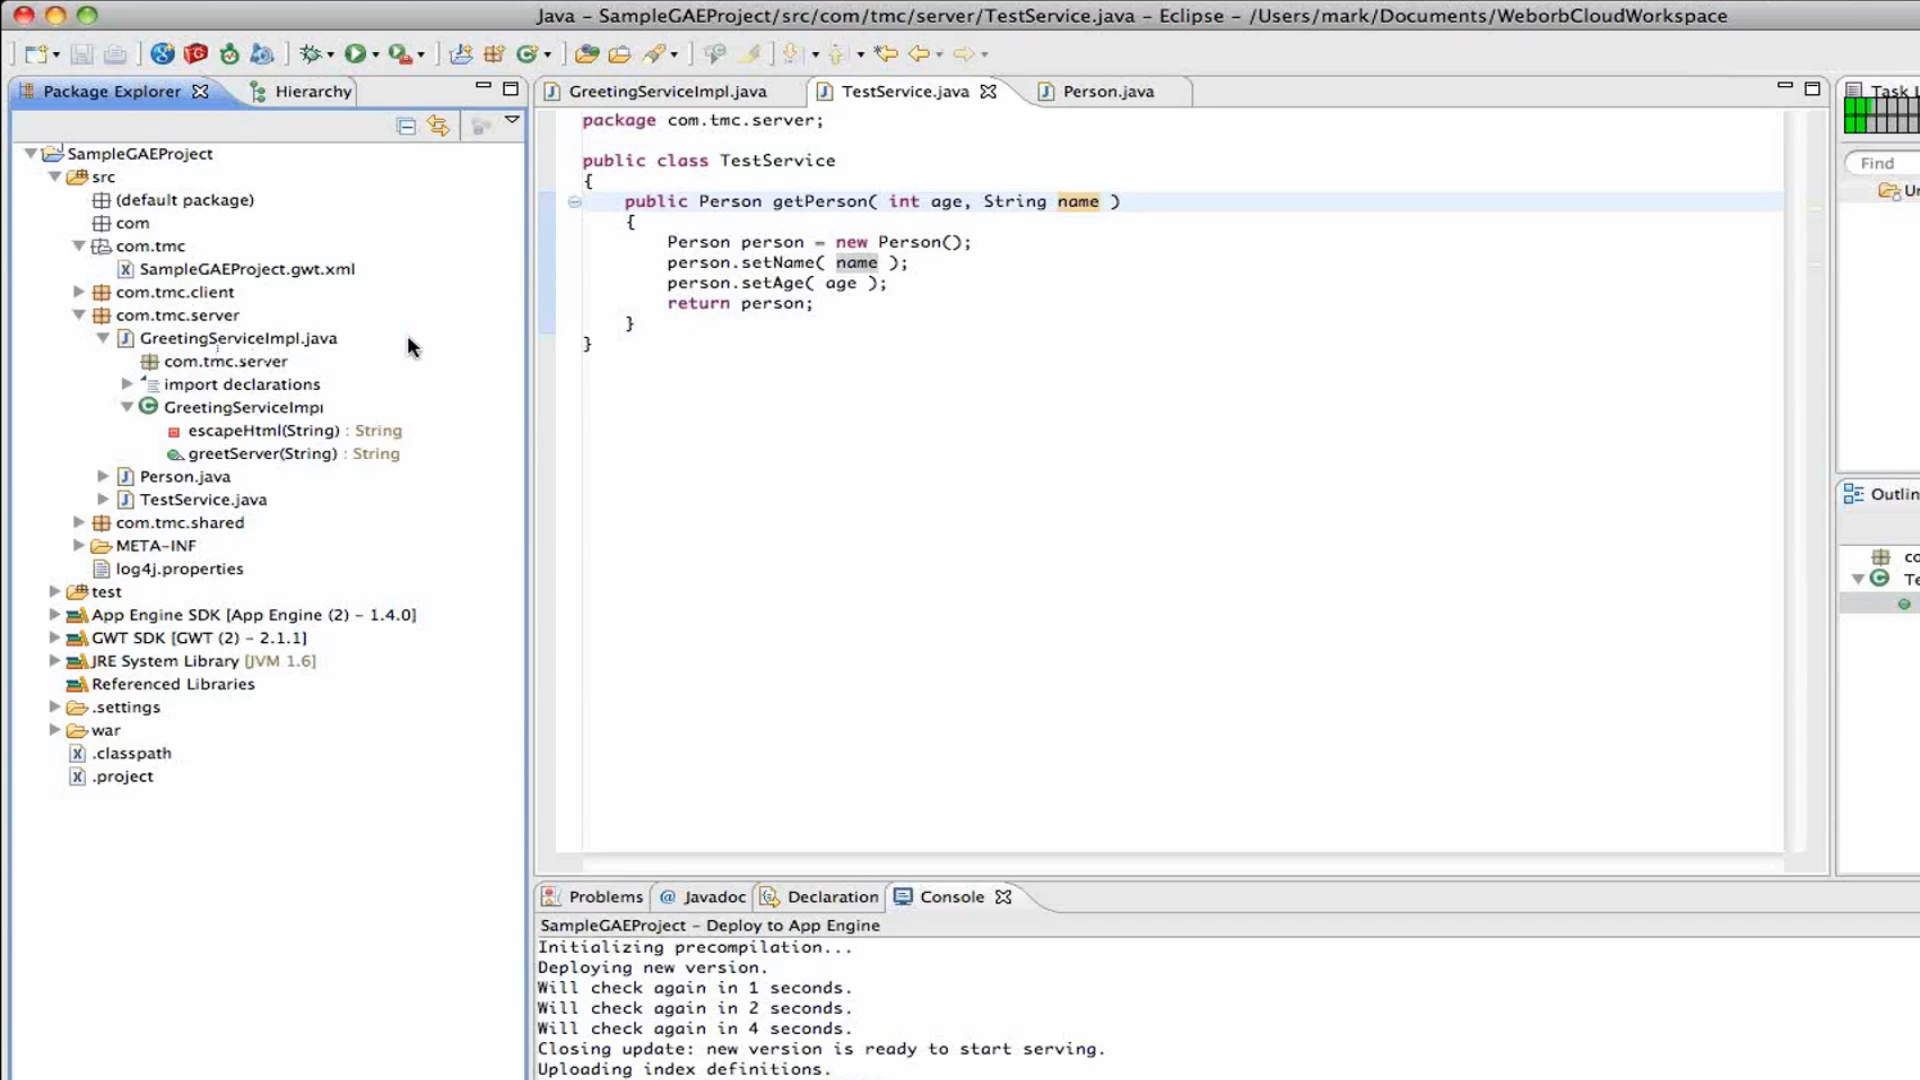 Java – SampleGAEProject/src/com/tmc/server/TestService.java – Eclipse – /Users/mark/Documents/WeborbCloudWorkspace
Package Explorer
Hierarchy
SampleGAEProject
src
(default package)
com
com.tmc
SampleGAEProject.gwt.xml
com.tmc.client
com.tmc.server
GreetingServiceImpl.java
com.tmc.server
import declarations
GreetingServiceImpl
escapeHtml(String) : String
greetServer(String) : String
Person.java
TestService.java
com.tmc.shared
META-INF
log4j.properties
test
App Engine SDK [App Engine (2) – 1.4.0]
GWT SDK [GWT (2) – 2.1.1]
JRE System Library [JVM 1.6]
Referenced Libraries
.settings
war
.classpath
.project
GreetingServiceImpl.java
TestService.java
Person.java
package com.tmc.server;
public class TestService
{
public Person getPerson( int age, String name )
{
Person person = new Person();
person.setName( name );
person.setAge( age );
return person;
}
}
Problems
@ Javadoc
Declaration
Console
SampleGAEProject – Deploy to App Engine
Initializing precompilation...
Deploying new version.
Will check again in 1 seconds.
Will check again in 2 seconds.
Will check again in 4 seconds.
Closing update: new version is ready to start serving.
Uploading index definitions.
Task L
Find
Un
Outlin
co
Te